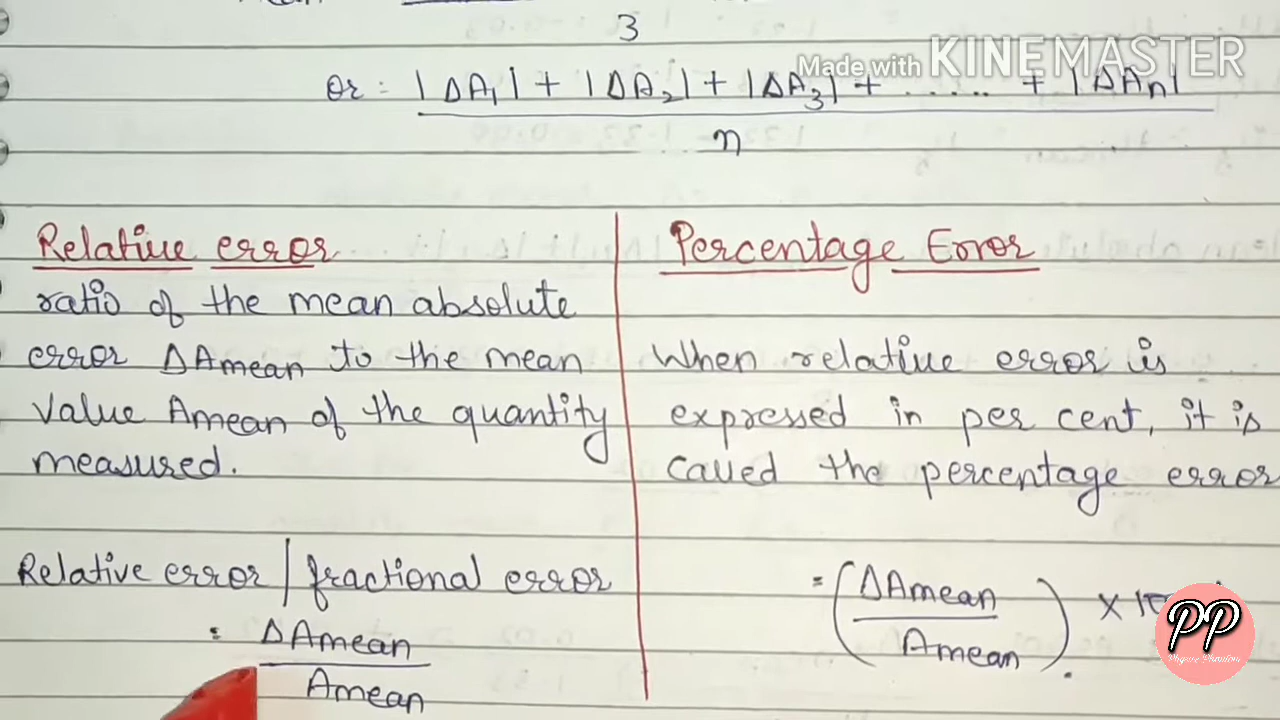 3
or = |ΔA₁| + |ΔA₂| + |ΔA₃| + ...... + |ΔAn|
n
Made with KINEMASTER
Relative error
ratio of the mean absolute
error ΔAmean to the mean
value Amean of the quantity
measured.
Relative error / fractional error
= ΔAmean
Amean
Percentage Error
When relative error is
expressed in per cent, it is
called the percentage error
= (ΔAmean
Amean) ×
PP